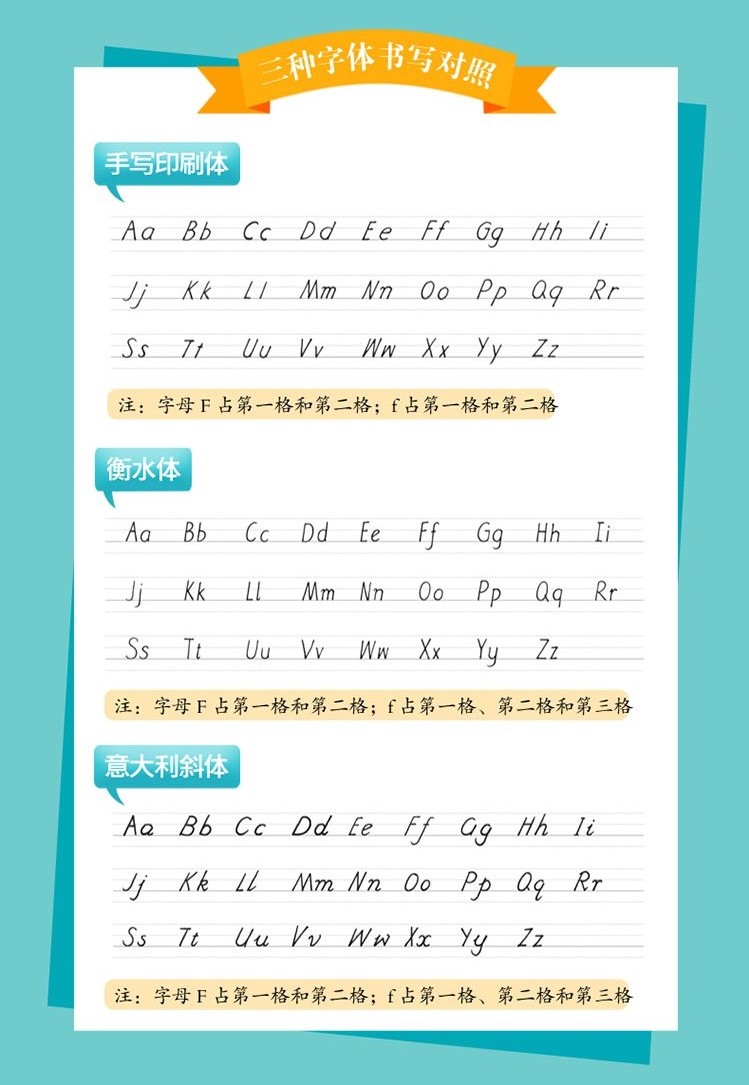 三种字体书写对照
手写印刷体
Aa Bb Cc Dd Ee Ff Gg Hh Ii
Jj Kk Ll Mm Nn Oo Pp Qq Rr
Ss Tt Uu Vv Ww Xx Yy Zz
注：字母 F 占第一格和第二格；f 占第一格和第二格
衡水体
Aa Bb Cc Dd Ee Ff Gg Hh Ii
Jj Kk Ll Mm Nn Oo Pp Qq Rr
Ss Tt Uu Vv Ww Xx Yy Zz
注：字母 F 占第一格和第二格；f 占第一格、第二格和第三格
意大利斜体
Aa Bb Cc Dd Ee Ff Gg Hh Ii
Jj Kk Ll Mm Nn Oo Pp Qq Rr
Ss Tt Uu Vv Ww Xx Yy Zz
注：字母 F 占第一格和第二格；f 占第一格、第二格和第三格